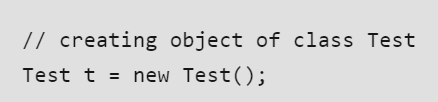 // creating object of class Test
Test t = new Test();